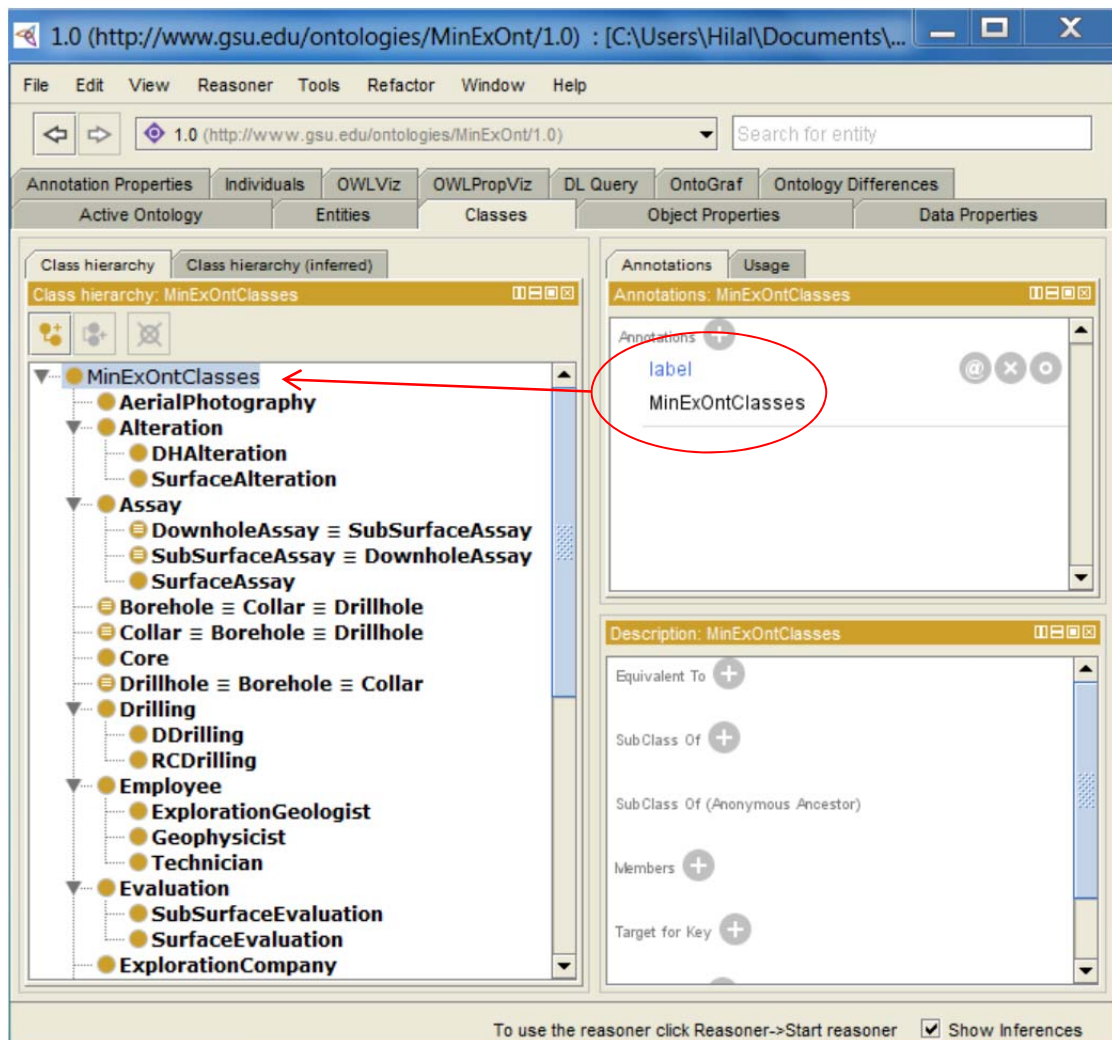 1.0 (http://www.gsu.edu/ontologies/MinExOnt/1.0) : [C:\Users\Hilal\Documents\...
File Edit View Reasoner Tools Refactor Window Help
1.0 (http://www.gsu.edu/ontologies/MinExOnt/1.0) Search for entity
Annotation Properties Individuals OWLViz OWLPropViz DL Query OntoGraf Ontology Differences
Active Ontology Entities Classes Object Properties Data Properties
Class hierarchy Class hierarchy (inferred)
Class hierarchy: MinExOntClasses
MinExOntClasses
AerialPhotography
Alteration
DHAlteration
SurfaceAlteration
Assay
DownholeAssay ≡ SubSurfaceAssay
SubSurfaceAssay ≡ DownholeAssay
SurfaceAssay
Borehole ≡ Collar ≡ Drillhole
Collar ≡ Borehole ≡ Drillhole
Core
Drillhole ≡ Borehole ≡ Collar
Drilling
DDrilling
RCDrilling
Employee
ExplorationGeologist
Geophysicist
Technician
Evaluation
SubSurfaceEvaluation
SurfaceEvaluation
ExplorationCompany
Annotations Usage
Annotations: MinExOntClasses
Annotations
label
MinExOntClasses
Description: MinExOntClasses
Equivalent To
SubClass Of
SubClass Of (Anonymous Ancestor)
Members
Target for Key
To use the reasoner click Reasoner->Start reasoner Show Inferences